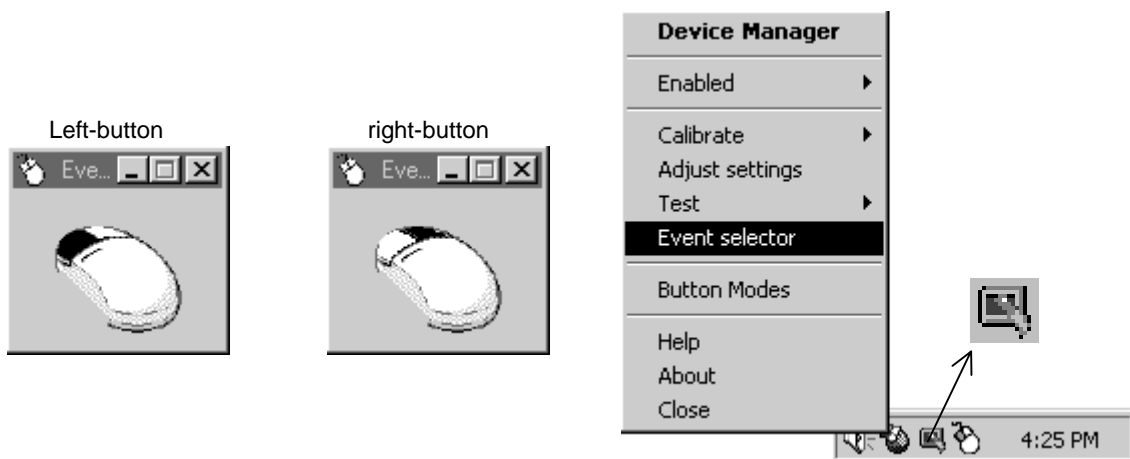 Left-button
Eve...
right-button
Eve...
Device Manager
Enabled
Calibrate
Adjust settings
Test
Event selector
Button Modes
Help
About
Close
4:25 PM